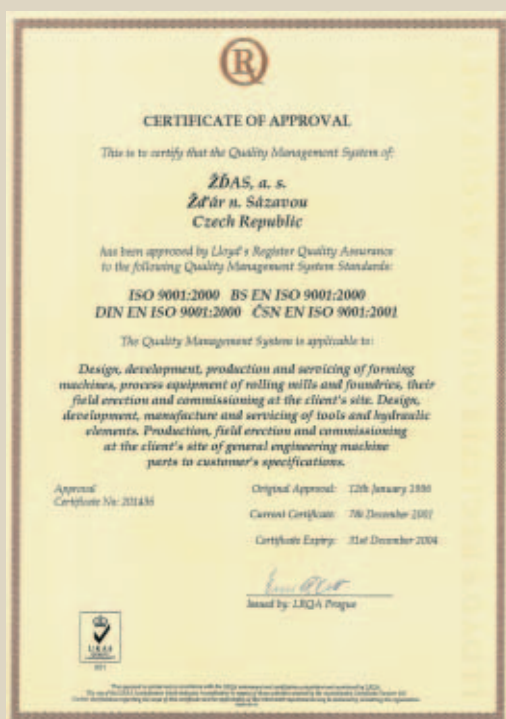 RQ
CERTIFICATE OF APPROVAL
This is to certify that the Quality Management System of:
ŽĎAS, a. s.
Žďár n. Sázavou
Czech Republic
has been approved by Lloyd's Register Quality Assurance
to the following Quality Management System Standards:
ISO 9001:2000 BS EN ISO 9001:2000
DIN EN ISO 9001:2000 ČSN EN ISO 9001:2001
The Quality Management System is applicable to:
Design, development, production and servicing of forming
machines, process equipment of rolling mills and foundries, their
field erection and commissioning at the client's site. Design,
development, manufacture and servicing of tools and hydraulic
elements. Production, field erection and commissioning
at the client's site of general engineering machine
parts to customer's specifications.
Approval
Certificate No: 201436
Original Approval: 12th January 1996
Current Certificate: 7th December 2001
Certificate Expiry: 31st December 2004
Issued by: LRQA Prague
UKAS